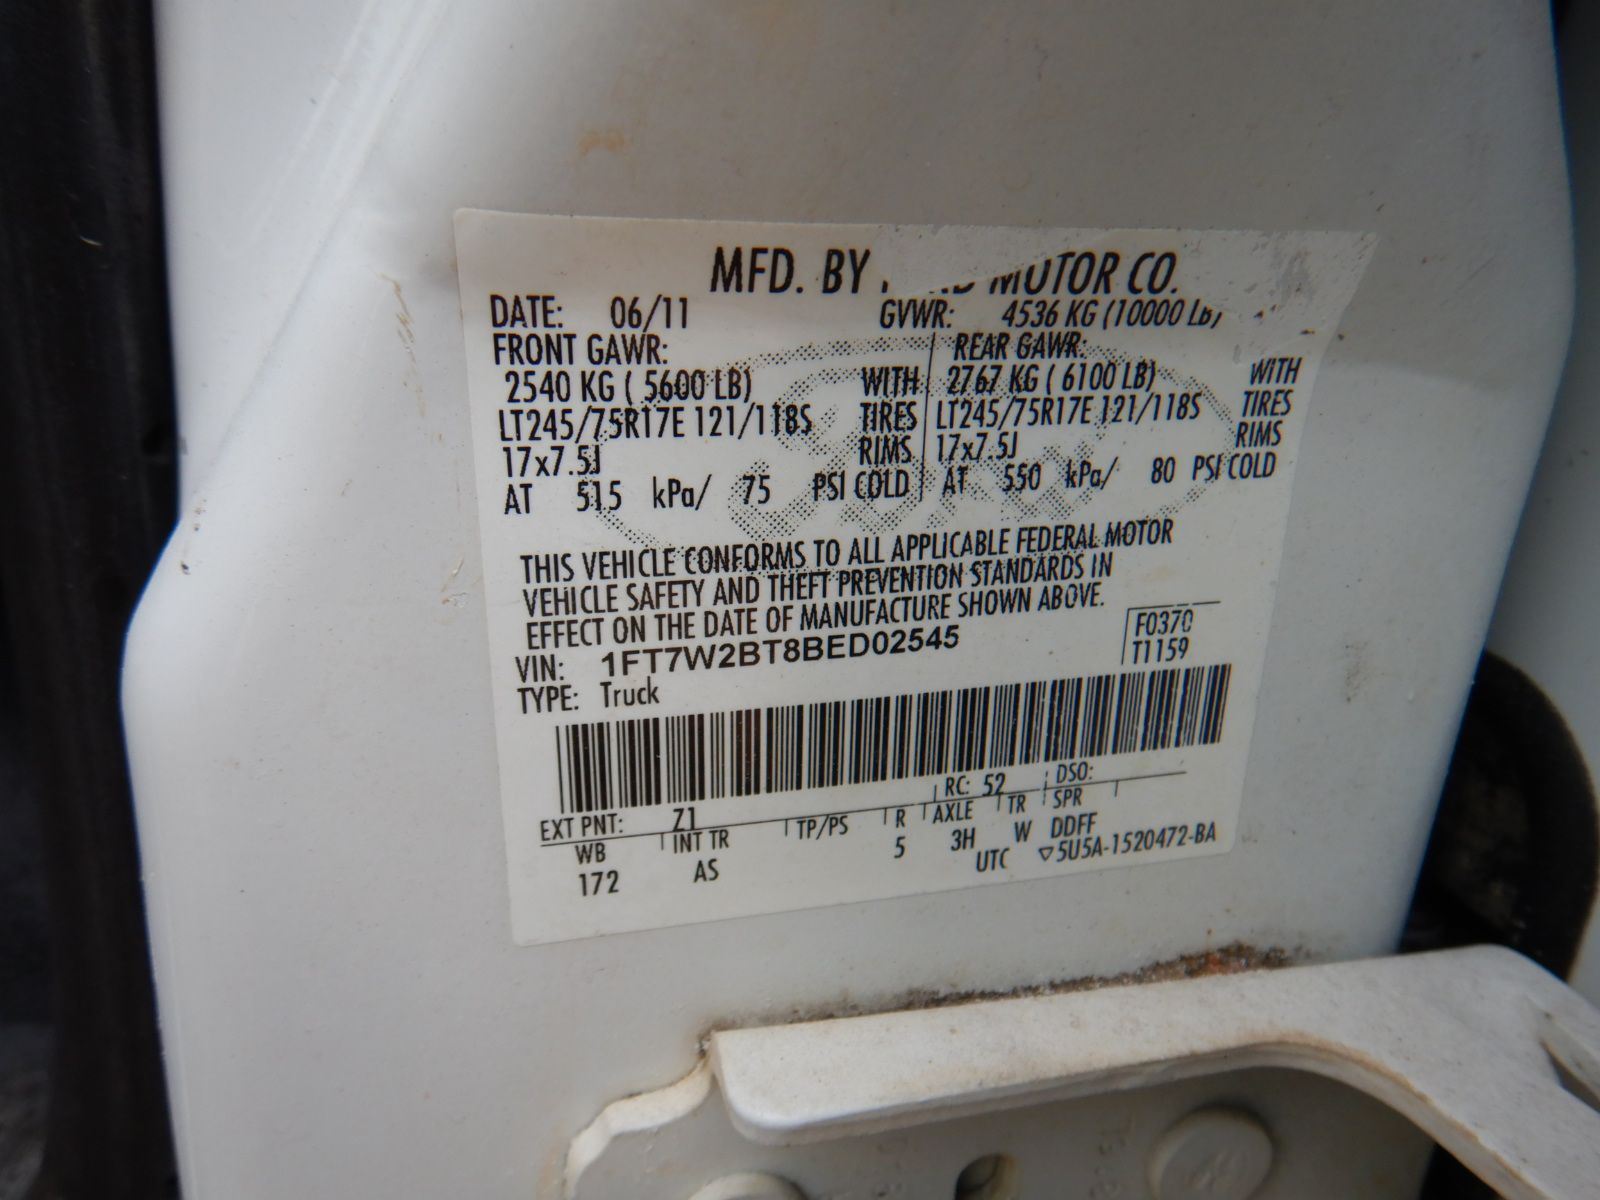 MFD. BY FORD MOTOR CO.
DATE: 06/11 GVWR: 4536 KG (10000 LB)
FRONT GAWR: REAR GAWR:
2540 KG ( 5600 LB) WITH 2767 KG ( 6100 LB) WITH
LT245/75R17E 121/118S TIRES LT245/75R17E 121/118S TIRES
17x7.5J RIMS 17x7.5J RIMS
AT 515 kPa/ 75 PSI COLD AT 550 kPa/ 80 PSI COLD
THIS VEHICLE CONFORMS TO ALL APPLICABLE FEDERAL MOTOR
VEHICLE SAFETY AND THEFT PREVENTION STANDARDS IN
EFFECT ON THE DATE OF MANUFACTURE SHOWN ABOVE.
VIN: 1FT7W2BT8BED02545 F0370
TYPE: Truck T1159
EXT PNT: Z1 RC: 52 DSO:
WB INT TR TP/PS R AXLE TR SPR
172 AS 5 3H W DDFF
UTC ▽5U5A-1520472-BA